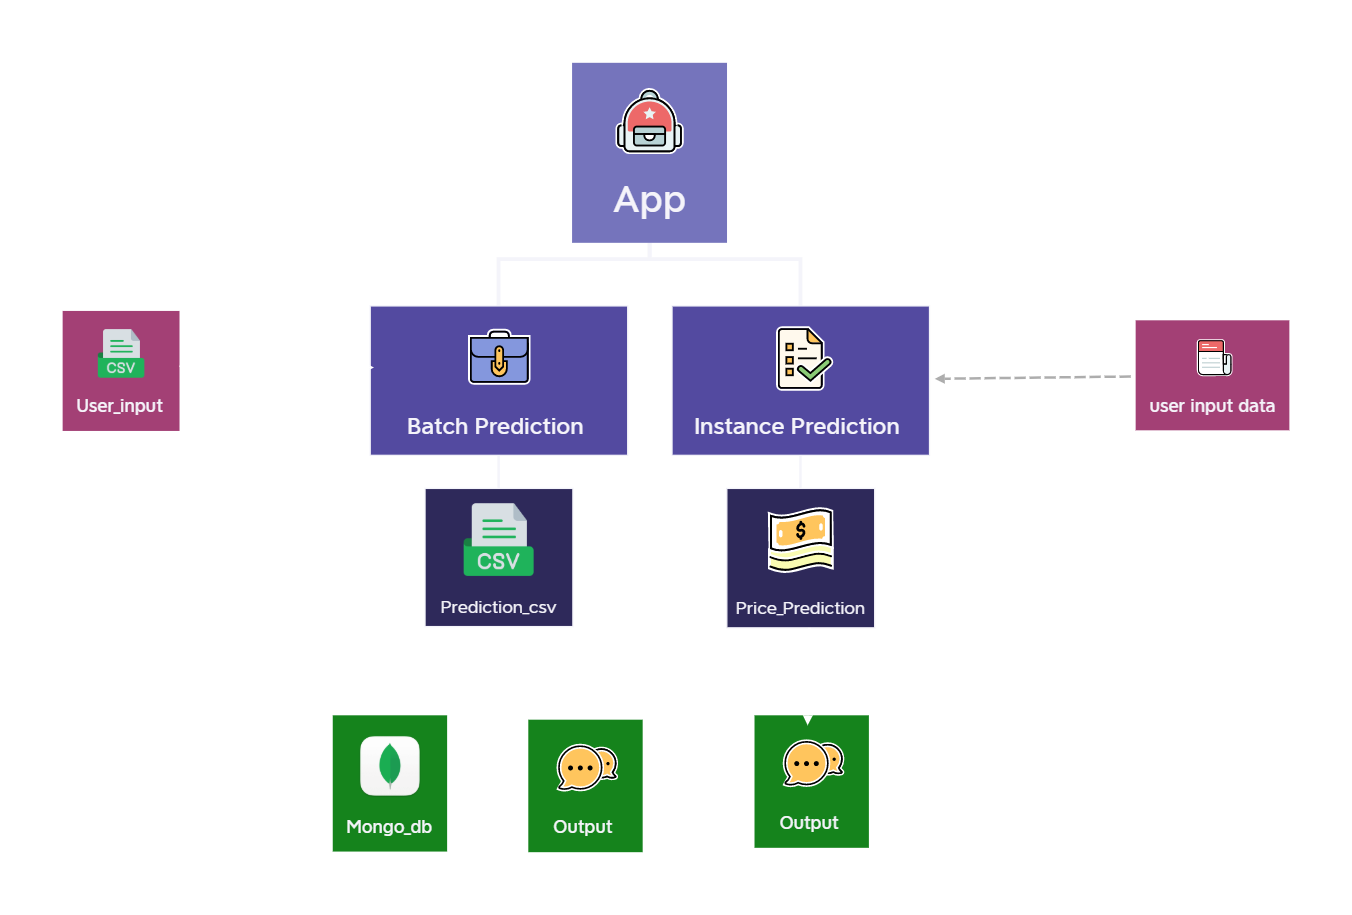 App
CSV
User_input
Batch Prediction
Instance Prediction
user input data
CSV
Prediction_csv
$
Price_Prediction
Mongo_db
Output
Output